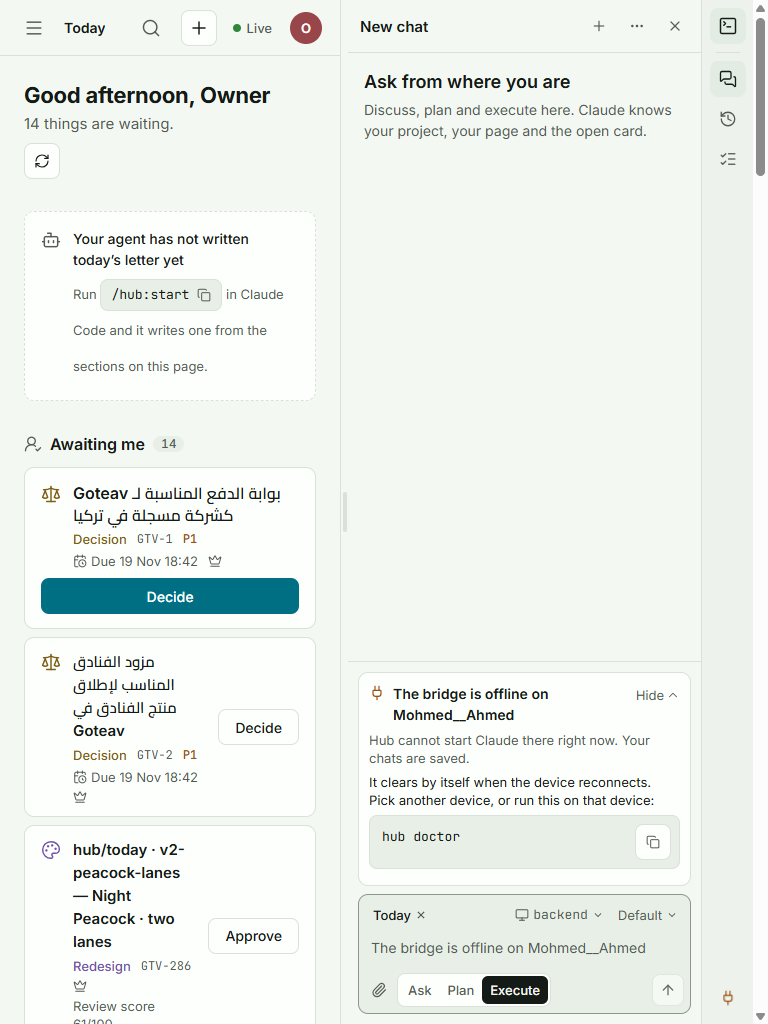 Today
Live
O
Good afternoon, Owner
14 things are waiting.
Your agent has not written
today's letter yet
Run /hub:start in Claude
Code and it writes one from the
sections on this page.
Awaiting me 14
بوابة الدفع المناسبة لـ Goteav
كشركة مسجلة في تركيا
Decision GTV-1 P1
Due 19 Nov 18:42
Decide
مزود الفنادق
المناسب لإطلاق
منتج الفنادق في
Goteav
Decision GTV-2 P1
Due 19 Nov 18:42
Decide
hub/today · v2-
peacock-lanes
— Night
Peacock · two
lanes
Redesign GTV-286
Review score
61/100
Approve
New chat
Ask from where you are
Discuss, plan and execute here. Claude knows
your project, your page and the open card.
The bridge is offline on
Mohmed__Ahmed
Hide
Hub cannot start Claude there right now. Your
chats are saved.
It clears by itself when the device reconnects.
Pick another device, or run this on that device:
hub doctor
Today ×
backend
Default
The bridge is offline on Mohmed__Ahmed
Ask Plan Execute